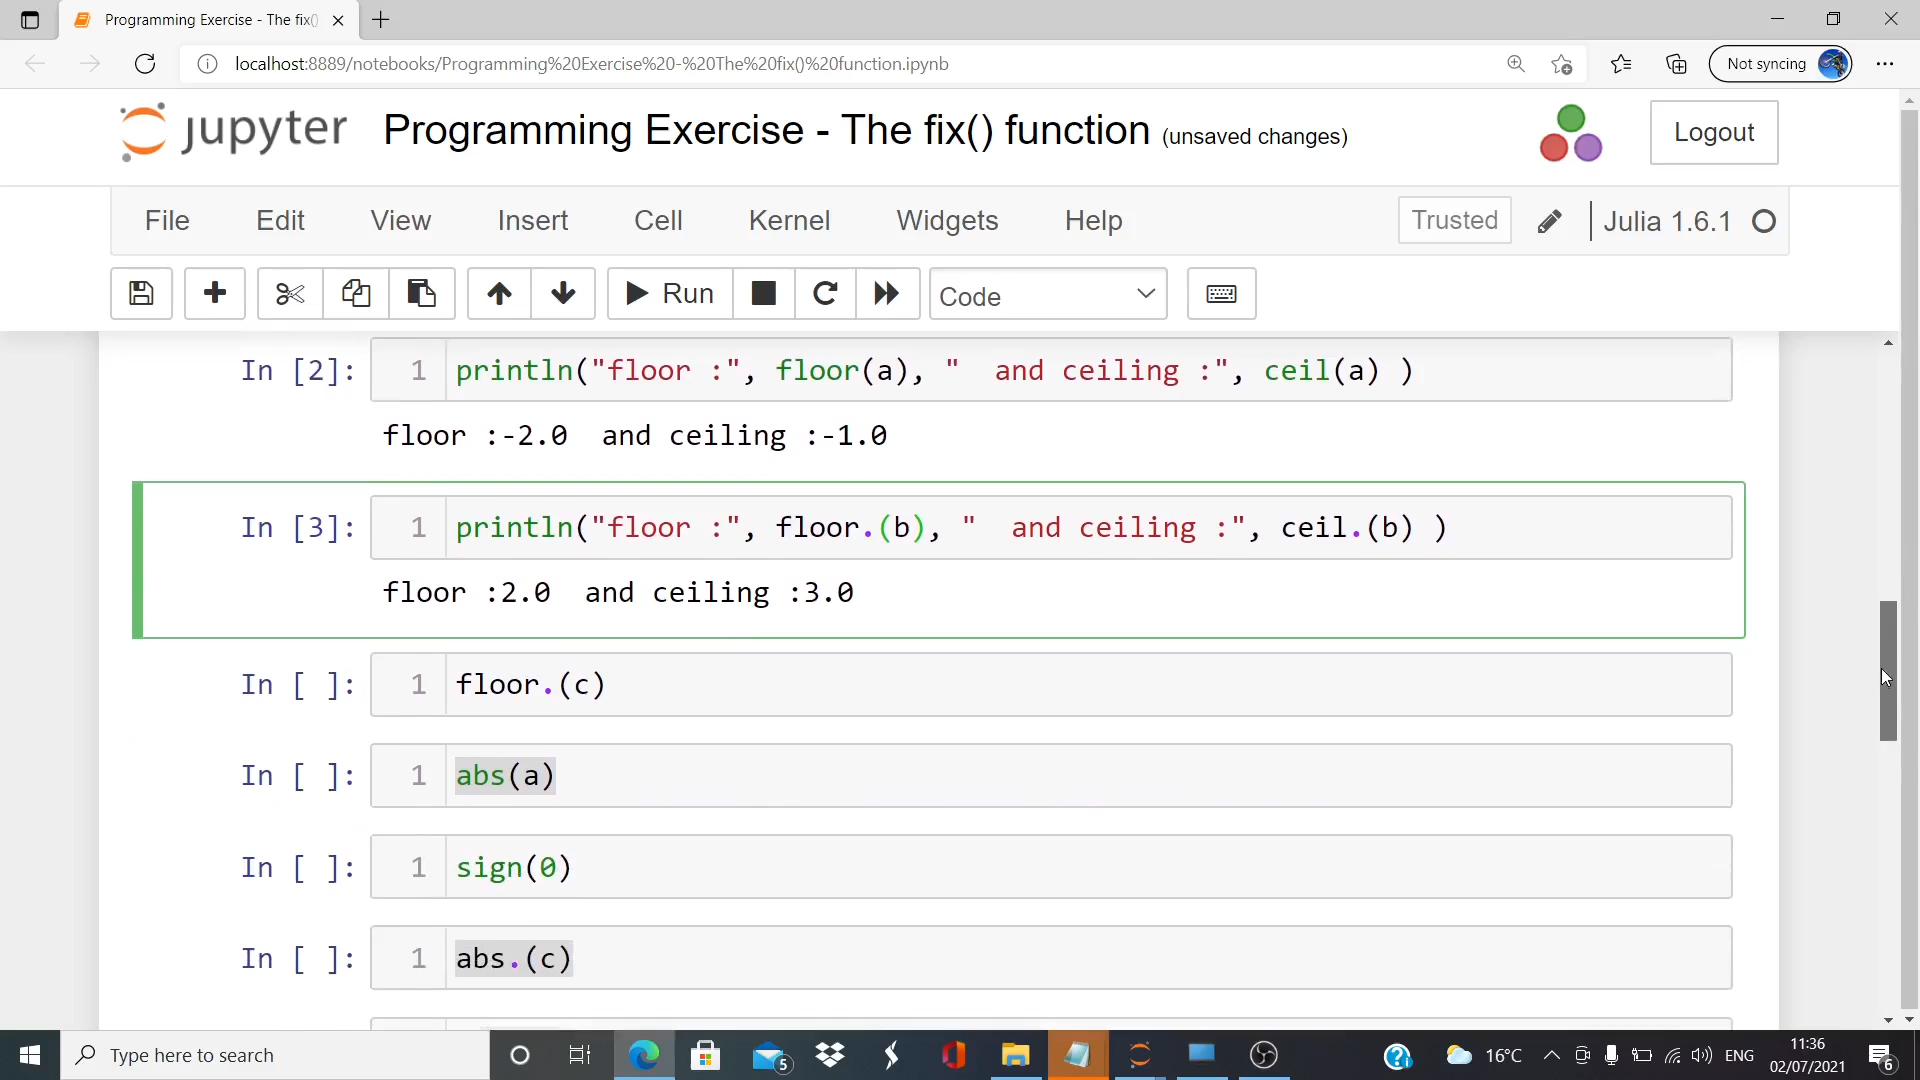 Programming Exercise - The fix()
localhost:8889/notebooks/Programming%20Exercise%20-%20The%20fix()%20function.ipynb
Not syncing
jupyter Programming Exercise - The fix() function (unsaved changes)
Logout
File Edit View Insert Cell Kernel Widgets Help
Trusted
Julia 1.6.1
Run
Code
In [2]: 1 println("floor :", floor(a), "  and ceiling :", ceil(a) )
floor :-2.0  and ceiling :-1.0
In [3]: 1 println("floor :", floor.(b), "  and ceiling :", ceil.(b) )
floor :2.0  and ceiling :3.0
In [ ]: 1 floor.(c)
In [ ]: 1 abs(a)
In [ ]: 1 sign(0)
In [ ]: 1 abs.(c)
Type here to search
5
16°C
ENG
11:36
02/07/2021
6